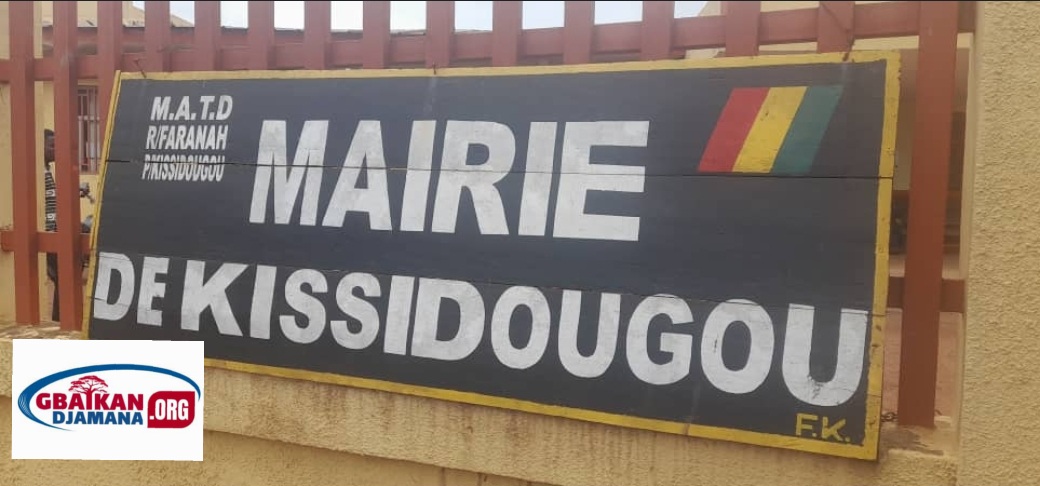 M.A.T.D
R/FARANAH
P/KISSIDOUGOU
MAIRIE
DE KISSIDOUGOU
F.K.
GBAIKAN
DJAMANA .ORG